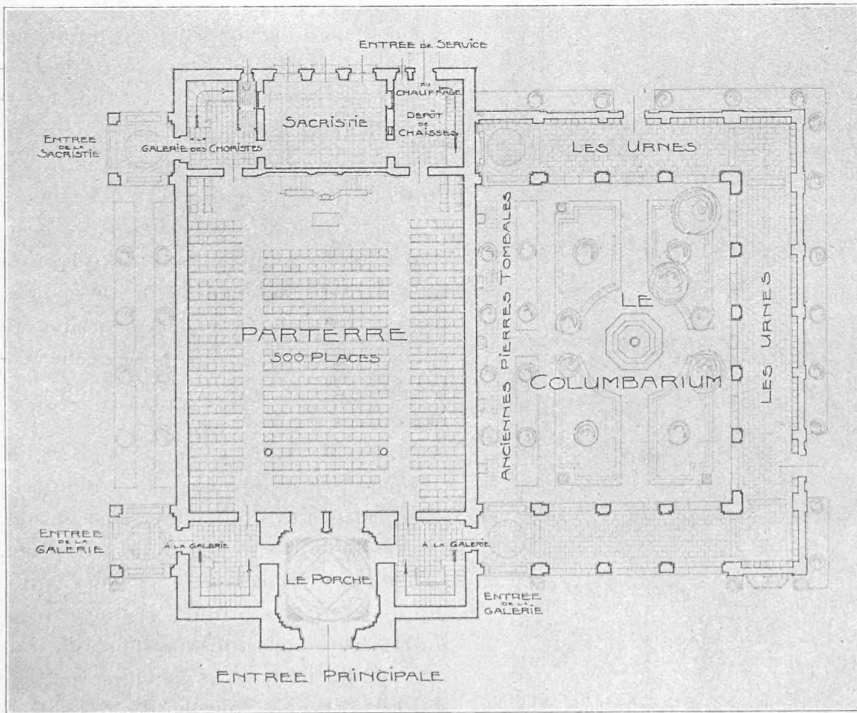 ENTREE DE SERVICE
AU
CHAUFFAGE
SACRISTIE
DEPÔT
DE
CHAISSES
ENTREE
DE LA
SACRISTIE
GALERIE DES CHORISTES
LES URNES
ANCIENNES PIERRES TOMBALES
PARTERRE
500 PLACES
LE
COLUMBARIUM
LES URNES
ENTREE
DE LA
GALERIE
A LA GALERIE
A LA GALERIE
LE PORCHE
ENTREE
DE LA
GALERIE
ENTREE PRINCIPALE